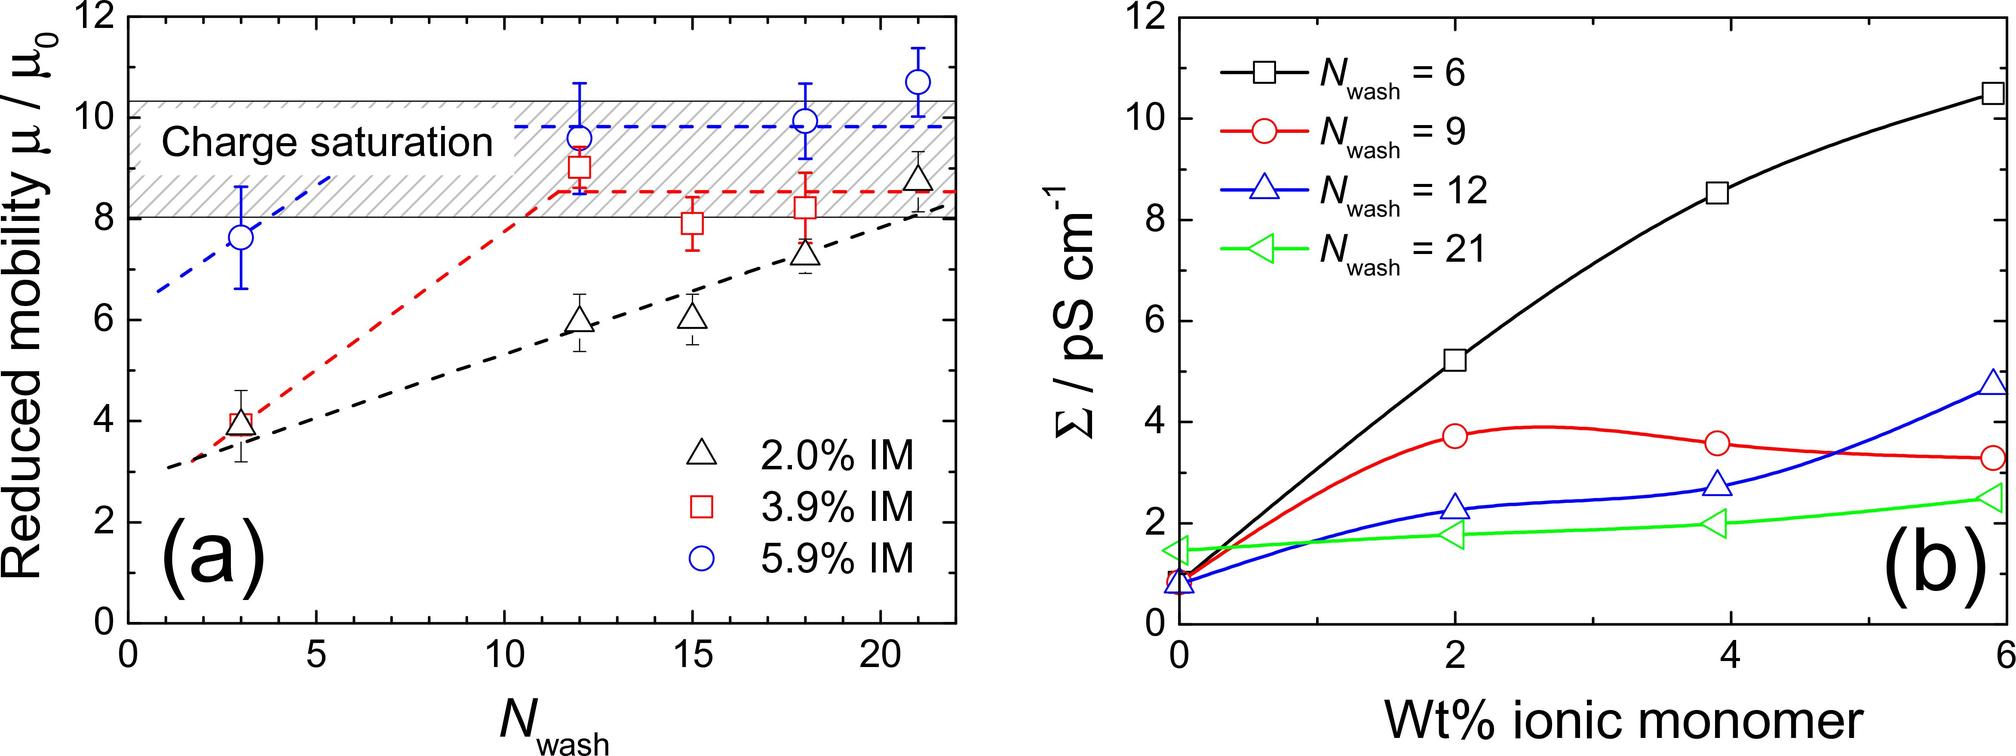 Reduced mobility μ / μ0
12
10
8
6
4
2
0
Charge saturation
2.0% IM
3.9% IM
5.9% IM
(a)
0 5 10 15 20
Nwash
Σ / pS cm-1
12
10
8
6
4
2
0
Nwash = 6
Nwash = 9
Nwash = 12
Nwash = 21
(b)
0 2 4 6
Wt% ionic monomer